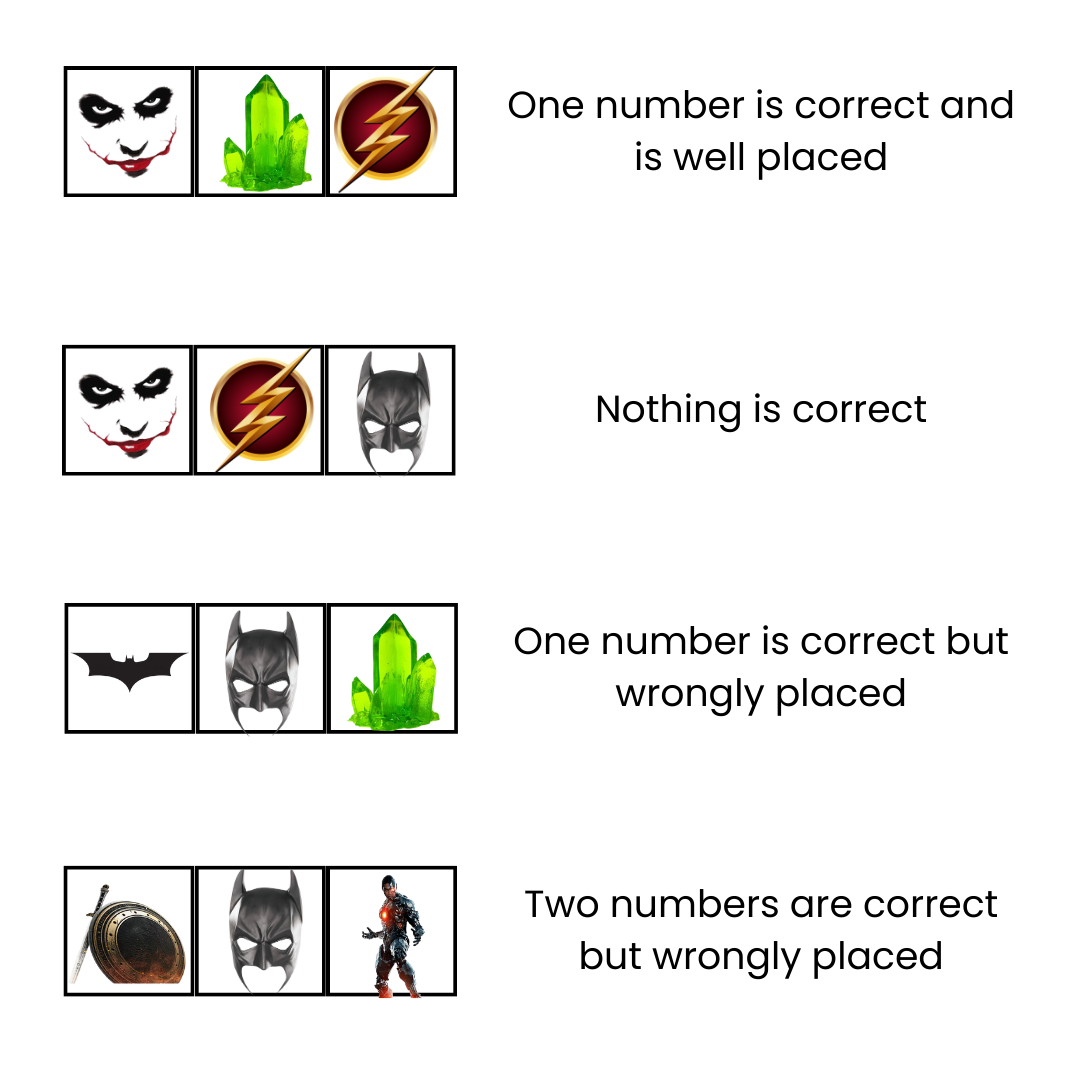 One number is correct and
is well placed
Nothing is correct
One number is correct but
wrongly placed
Two numbers are correct
but wrongly placed